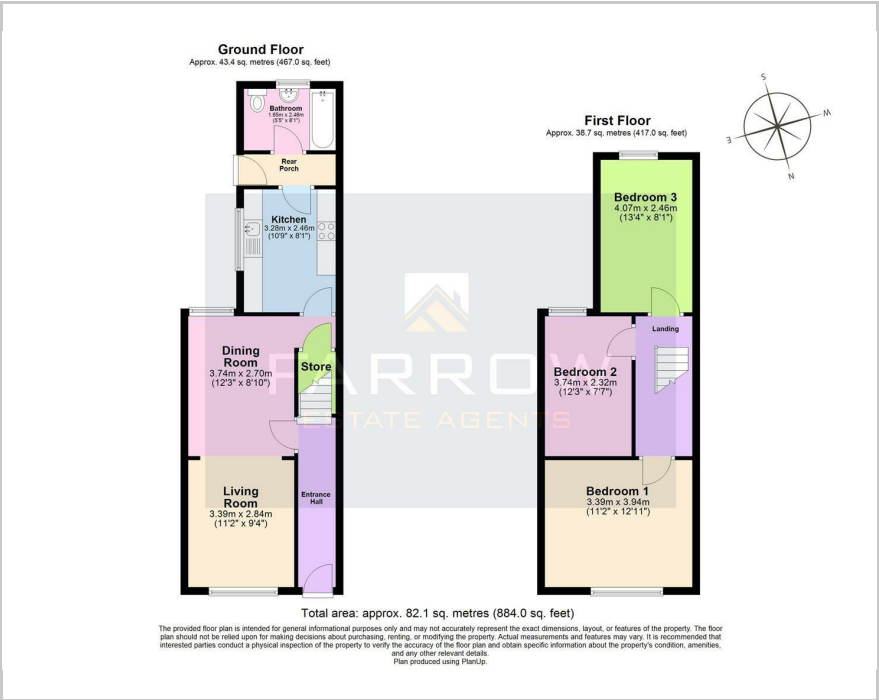 Ground Floor
Approx. 43.4 sq. metres (467.0 sq. feet)
Bathroom
1.65m x 2.46m
(5'5" x 8'1")
Rear
Porch
Kitchen
3.28m x 2.46m
(10'9" x 8'1")
Dining
Room
3.74m x 2.70m
(12'3" x 8'10")
Store
Living
Room
3.39m x 2.84m
(11'2" x 9'4")
Entrance
Hall
First Floor
Approx. 38.7 sq. metres (417.0 sq. feet)
Bedroom 3
4.07m x 2.46m
(13'4" x 8'1")
Landing
Bedroom 2
3.74m x 2.32m
(12'3" x 7'7")
Bedroom 1
3.39m x 3.94m
(11'2" x 12'11")
S
W
E
N
FARROW
ESTATE AGENTS
Total area: approx. 82.1 sq. metres (884.0 sq. feet)
The provided floor plan is intended for general informational purposes only and may not accurately represent the exact dimensions, layout, or features of the property. The floor
plan should not be relied upon for making decisions about purchasing, renting, or modifying the property. Actual measurements and features may vary. It is recommended that
interested parties conduct a physical inspection of the property to verify the accuracy of the floor plan and obtain specific information about the property's condition, amenities,
and any other relevant details.
Plan produced using PlanUp.